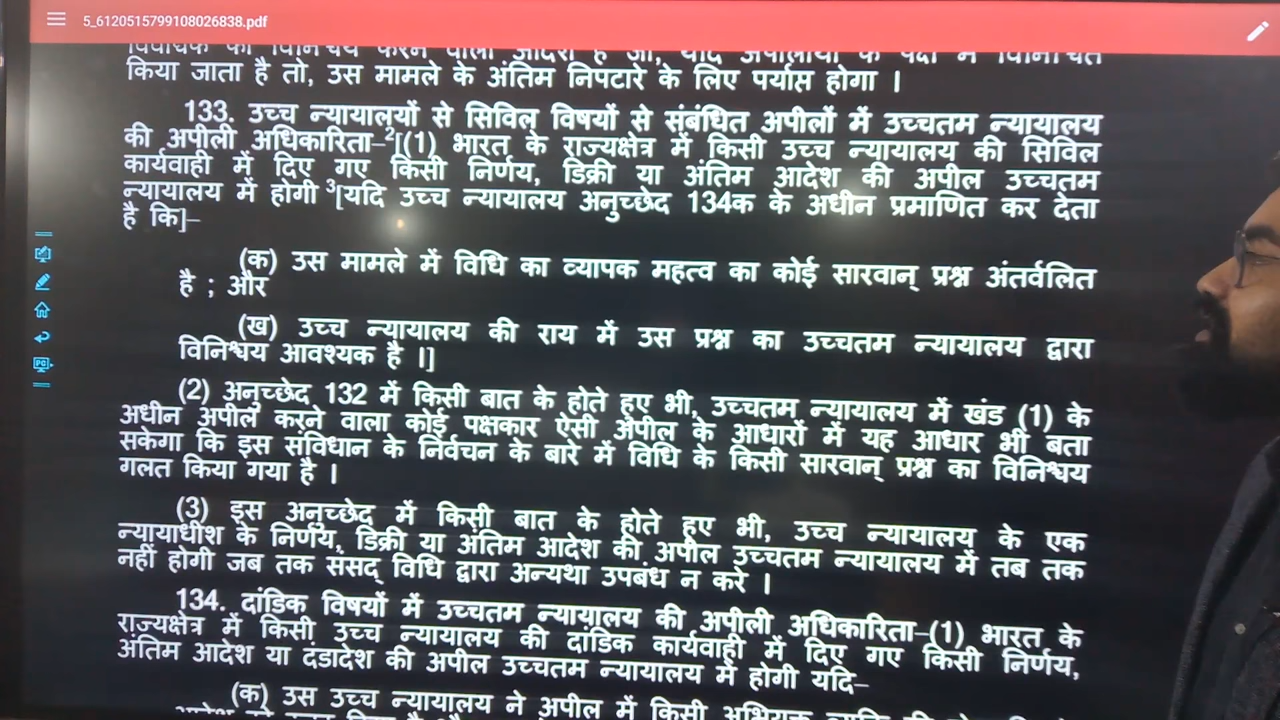 5_6120515799108026838.pdf
किया जाता है तो, उस मामले के अंतिम निपटारे के लिए पर्याप्त होगा ।
133. उच्च न्यायालयों से सिविल विषयों से संबंधित अपीलों में उच्चतम न्यायालय
की अपीली अधिकारिता–2[(1) भारत के राज्यक्षेत्र में किसी उच्च न्यायालय की सिविल
कार्यवाही में दिए गए किसी निर्णय, डिक्री या अंतिम आदेश की अपील उच्चतम
न्यायालय में होगी 3[यदि उच्च न्यायालय अनुच्छेद 134क के अधीन प्रमाणित कर देता
है कि]–
(क) उस मामले में विधि का व्यापक महत्व का कोई सारवान् प्रश्न अंतर्वलित
है ; और
(ख) उच्च न्यायालय की राय में उस प्रश्न का उच्चतम न्यायालय द्वारा
विनिश्चय आवश्यक है ।]
(2) अनुच्छेद 132 में किसी बात के होते हुए भी, उच्चतम न्यायालय में खंड (1) के
अधीन अपील करने वाला कोई पक्षकार ऐसी अपील के आधारों में यह आधार भी बता
सकेगा कि इस संविधान के निर्वचन के बारे में विधि के किसी सारवान् प्रश्न का विनिश्चय
गलत किया गया है ।
(3) इस अनुच्छेद में किसी बात के होते हुए भी, उच्च न्यायालय के एक
न्यायाधीश के निर्णय, डिक्री या अंतिम आदेश की अपील उच्चतम न्यायालय में तब तक
नहीं होगी जब तक संसद् विधि द्वारा अन्यथा उपबंध न करे ।
134. दांडिक विषयों में उच्चतम न्यायालय की अपीली अधिकारिता–(1) भारत के
राज्यक्षेत्र में किसी उच्च न्यायालय की दांडिक कार्यवाही में दिए गए किसी निर्णय,
अंतिम आदेश या दंडादेश की अपील उच्चतम न्यायालय में होगी यदि–
(क) उस उच्च न्यायालय ने अपील में किसी अभियुक्त